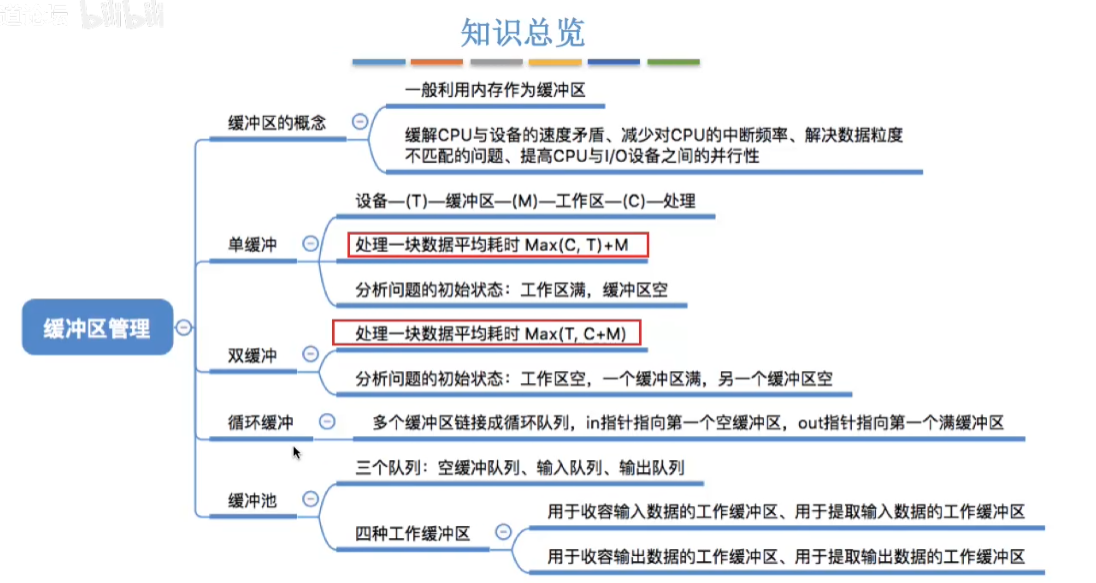 bilibili
知识总览
缓冲区管理
缓冲区的概念
一般利用内存作为缓冲区
缓解CPU与设备的速度矛盾、减少对CPU的中断频率、解决数据粒度
不匹配的问题、提高CPU与I/O设备之间的并行性
单缓冲
设备—(T)—缓冲区—(M)—工作区—(C)—处理
处理一块数据平均耗时 Max(C, T)+M
分析问题的初始状态：工作区满，缓冲区空
双缓冲
处理一块数据平均耗时 Max(T, C+M)
分析问题的初始状态：工作区空，一个缓冲区满，另一个缓冲区空
循环缓冲
多个缓冲区链接成循环队列，in指针指向第一个空缓冲区，out指针指向第一个满缓冲区
缓冲池
三个队列：空缓冲队列、输入队列、输出队列
四种工作缓冲区
用于收容输入数据的工作缓冲区、用于提取输入数据的工作缓冲区
用于收容输出数据的工作缓冲区、用于提取输出数据的工作缓冲区